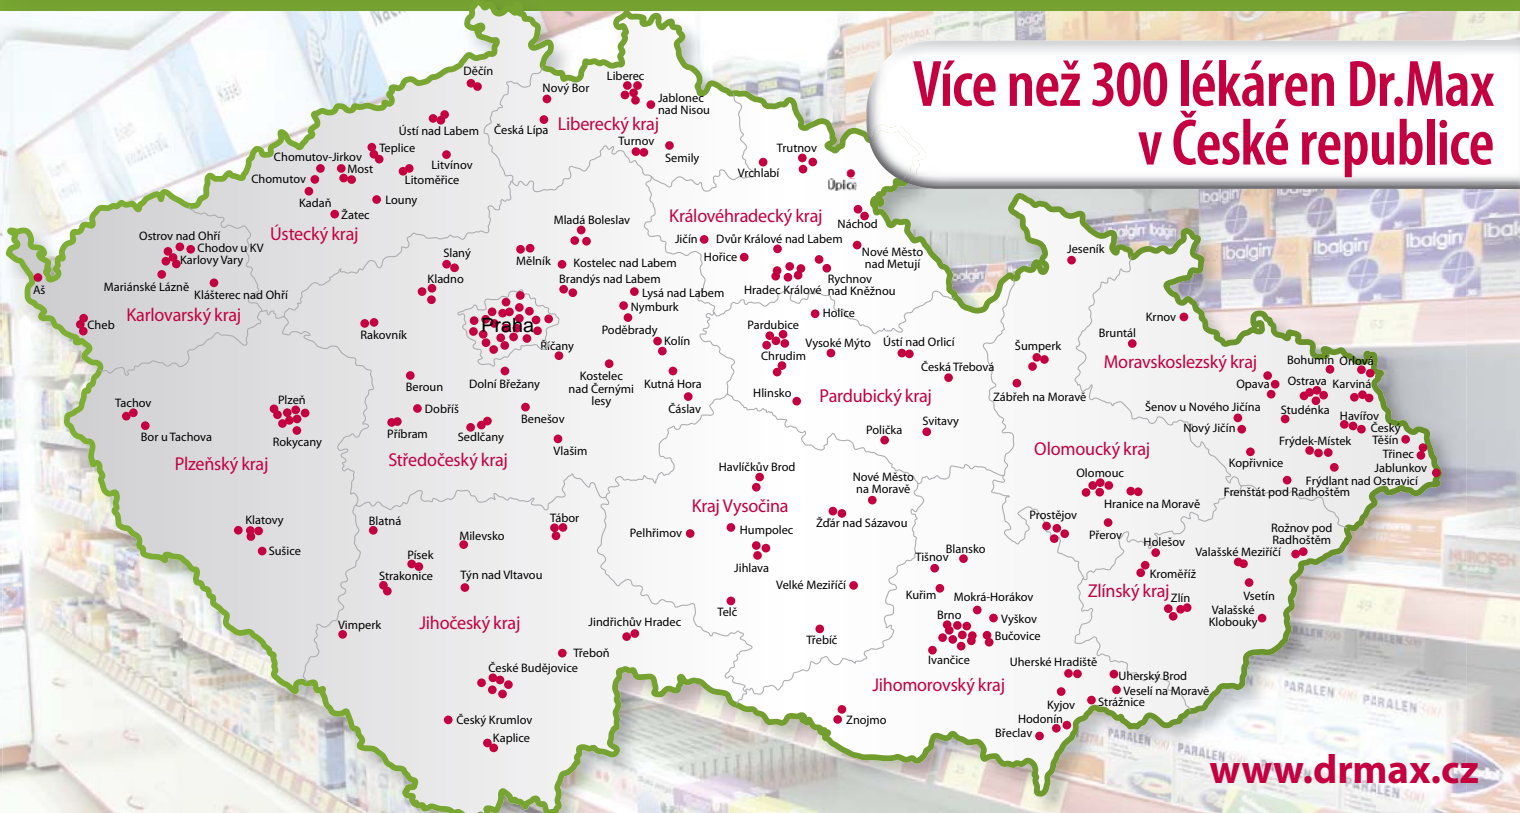 Více než 300 lékáren Dr.Max
v České republice
Děčín
Nový Bor
Liberec
Jablonec
nad Nisou
Ústí nad Labem
Česká Lípa
Liberecký kraj
Turnov
Semily
Trutnov
Vrchlabí
Úpice
Chomutov-Jirkov
Teplice
Most
Litvínov
Litoměřice
Chomutov
Kadaň
Louny
Žatec
Ústecký kraj
Mladá Boleslav
Královéhradecký kraj
Náchod
Jičín
Dvůr Králové nad Labem
Hořice
Nové Město
nad Metují
Hradec Králové
Rychnov
nad Kněžnou
Jeseník
Ostrov nad Ohří
Chodov u KV
Karlovy Vary
Aš
Mariánské Lázně
Klášterec nad Ohří
Cheb
Karlovarský kraj
Slaný
Kladno
Mělník
Kostelec nad Labem
Brandýs nad Labem
Lysá nad Labem
Nymburk
Poděbrady
Rakovník
Praha
Říčany
Kolín
Holice
Pardubice
Chrudim
Vysoké Mýto
Ústí nad Orlicí
Česká Třebová
Krnov
Bruntál
Šumperk
Moravskoslezský kraj
Bohumín
Orlová
Zábřeh na Moravě
Opava
Ostrava
Karviná
Beroun
Dolní Břežany
Kostelec
nad Černými
lesy
Kutná Hora
Čáslav
Hlinsko
Pardubický kraj
Šenov u Nového Jičína
Studénka
Havířov
Nový Jičín
Český
Těšín
Tachov
Plzeň
Bor u Tachova
Rokycany
Dobříš
Příbram
Sedlčany
Benešov
Vlašim
Polička
Svitavy
Frýdek-Místek
Třinec
Plzeňský kraj
Středočeský kraj
Olomoucký kraj
Kopřivnice
Jablunkov
Frýdlant nad Ostravicí
Frenštát pod Radhoštěm
Havlíčkův Brod
Nové Město
na Moravě
Olomouc
Hranice na Moravě
Kraj Vysočina
Žďár nad Sázavou
Klatovy
Sušice
Blatná
Milevsko
Tábor
Pelhřimov
Humpolec
Jihlava
Prostějov
Přerov
Rožnov pod
Radhoštěm
Holešov
Valašské Meziříčí
Písek
Strakonice
Týn nad Vltavou
Velké Meziříčí
Tišnov
Blansko
Kroměříž
Kuřim
Mokrá-Horákov
Zlínský kraj
Zlín
Vsetín
Valašské
Klobouky
Vimperk
Jihočeský kraj
Jindřichův Hradec
Telč
Třebíč
Brno
Vyškov
Bučovice
Ivančice
Třeboň
České Budějovice
Uherské Hradiště
Uherský Brod
Veselí na Moravě
Strážnice
Jihomorovský kraj
Kyjov
Hodonín
Břeclav
Znojmo
Český Krumlov
Kaplice
www.drmax.cz